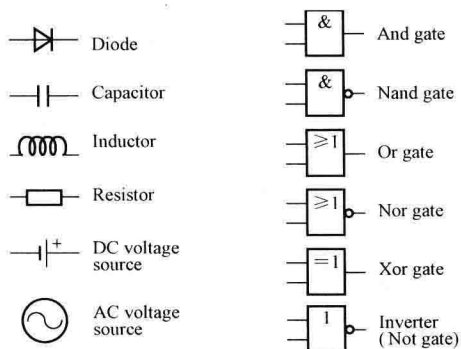 Diode
Capacitor
Inductor
Resistor
+
DC voltage
source
AC voltage
source
&
And gate
&
Nand gate
≥1
Or gate
≥1
Nor gate
=1
Xor gate
1
Inverter
( Not gate)